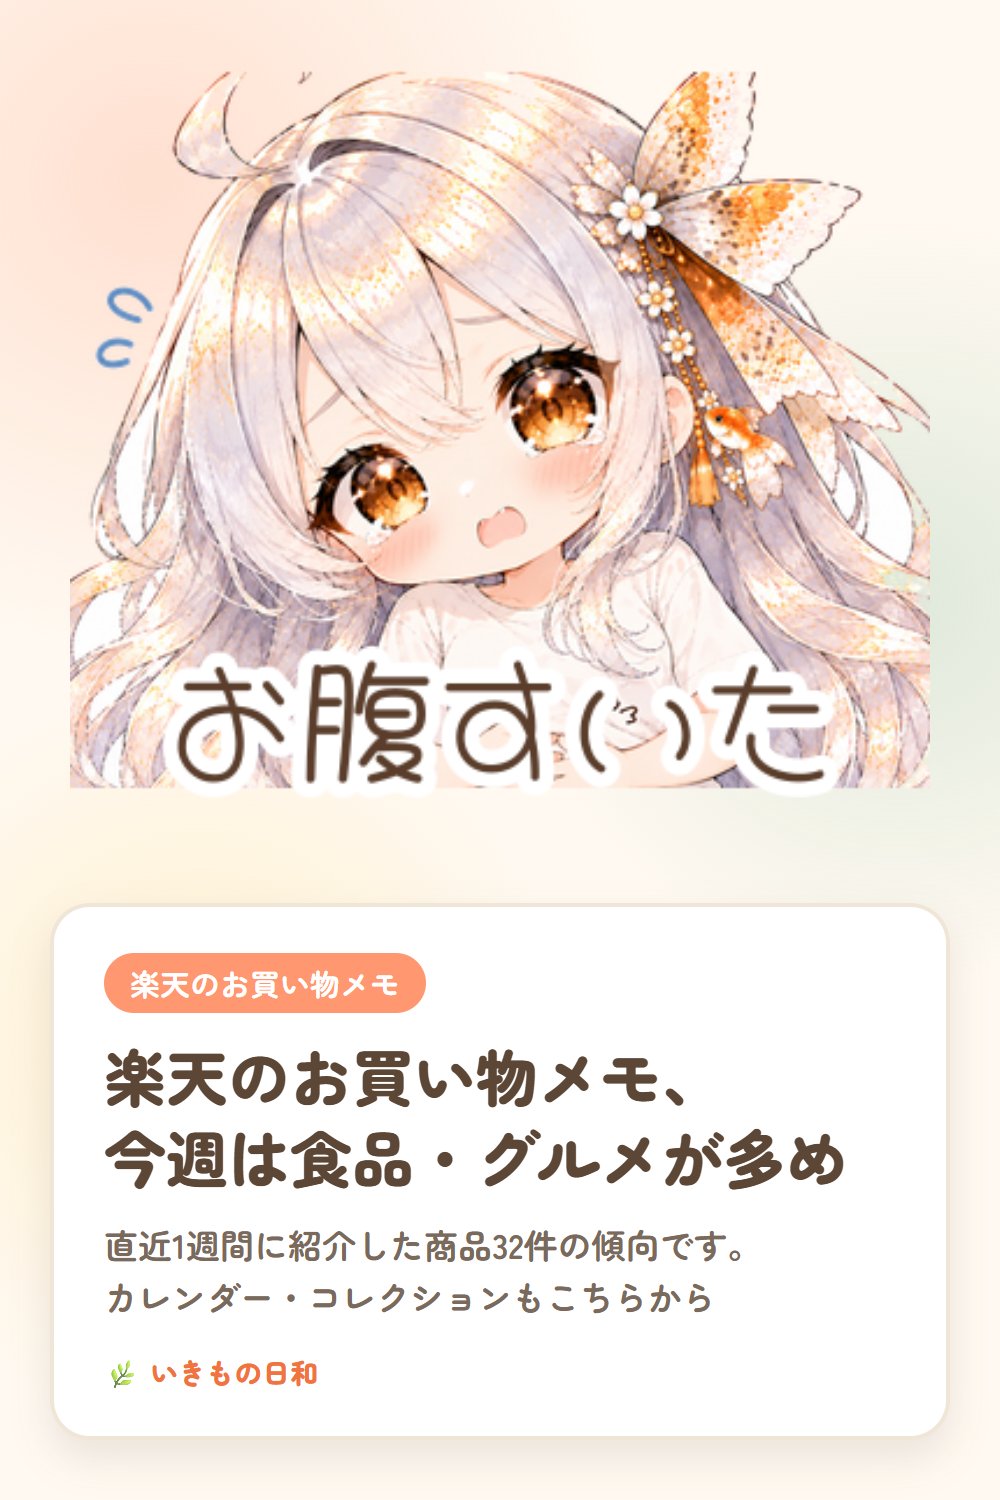 お腹すいた
楽天のお買い物メモ
楽天のお買い物メモ、
今週は食品・グルメが多め
直近1週間に紹介した商品32件の傾向です。
カレンダー・コレクションもこちらから
いきもの日和